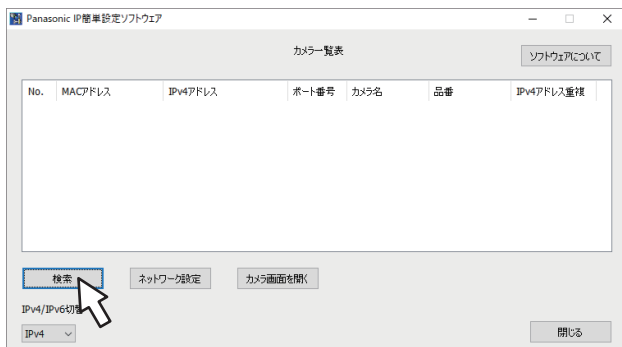 Panasonic IP簡単設定ソフトウェア
カメラ一覧表
ソフトウェアについて
No. MACアドレス IPv4アドレス ポート番号 カメラ名 品番 IPv4アドレス重複
検索 ネットワーク設定 カメラ画面を開く
IPv4/IPv6切替
IPv4 閉じる